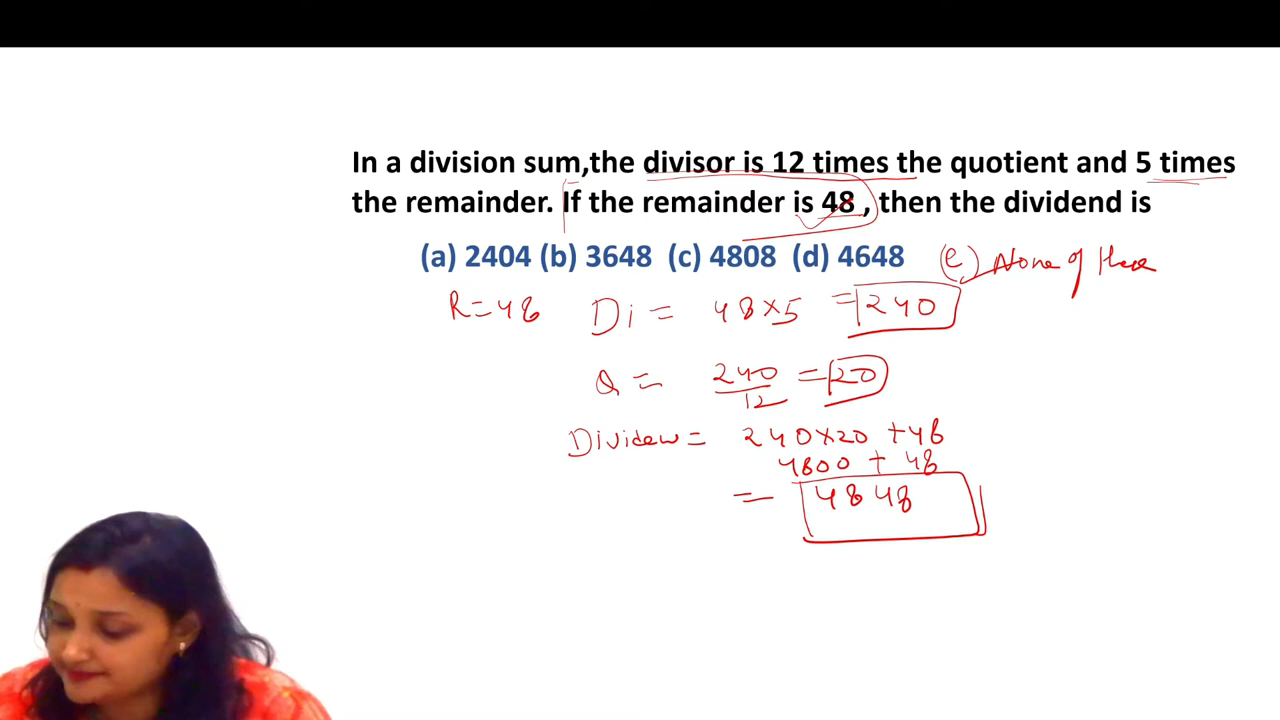 In a division sum,the divisor is 12 times the quotient and 5 times
the remainder. If the remainder is 48 , then the dividend is
(a) 2404 (b) 3648 (c) 4808 (d) 4648 (e) None of these
R=48 Di = 48×5 = 240
Q = 240/12 = 20
Dividend = 240×20 +48
4800 + 48
= 4848